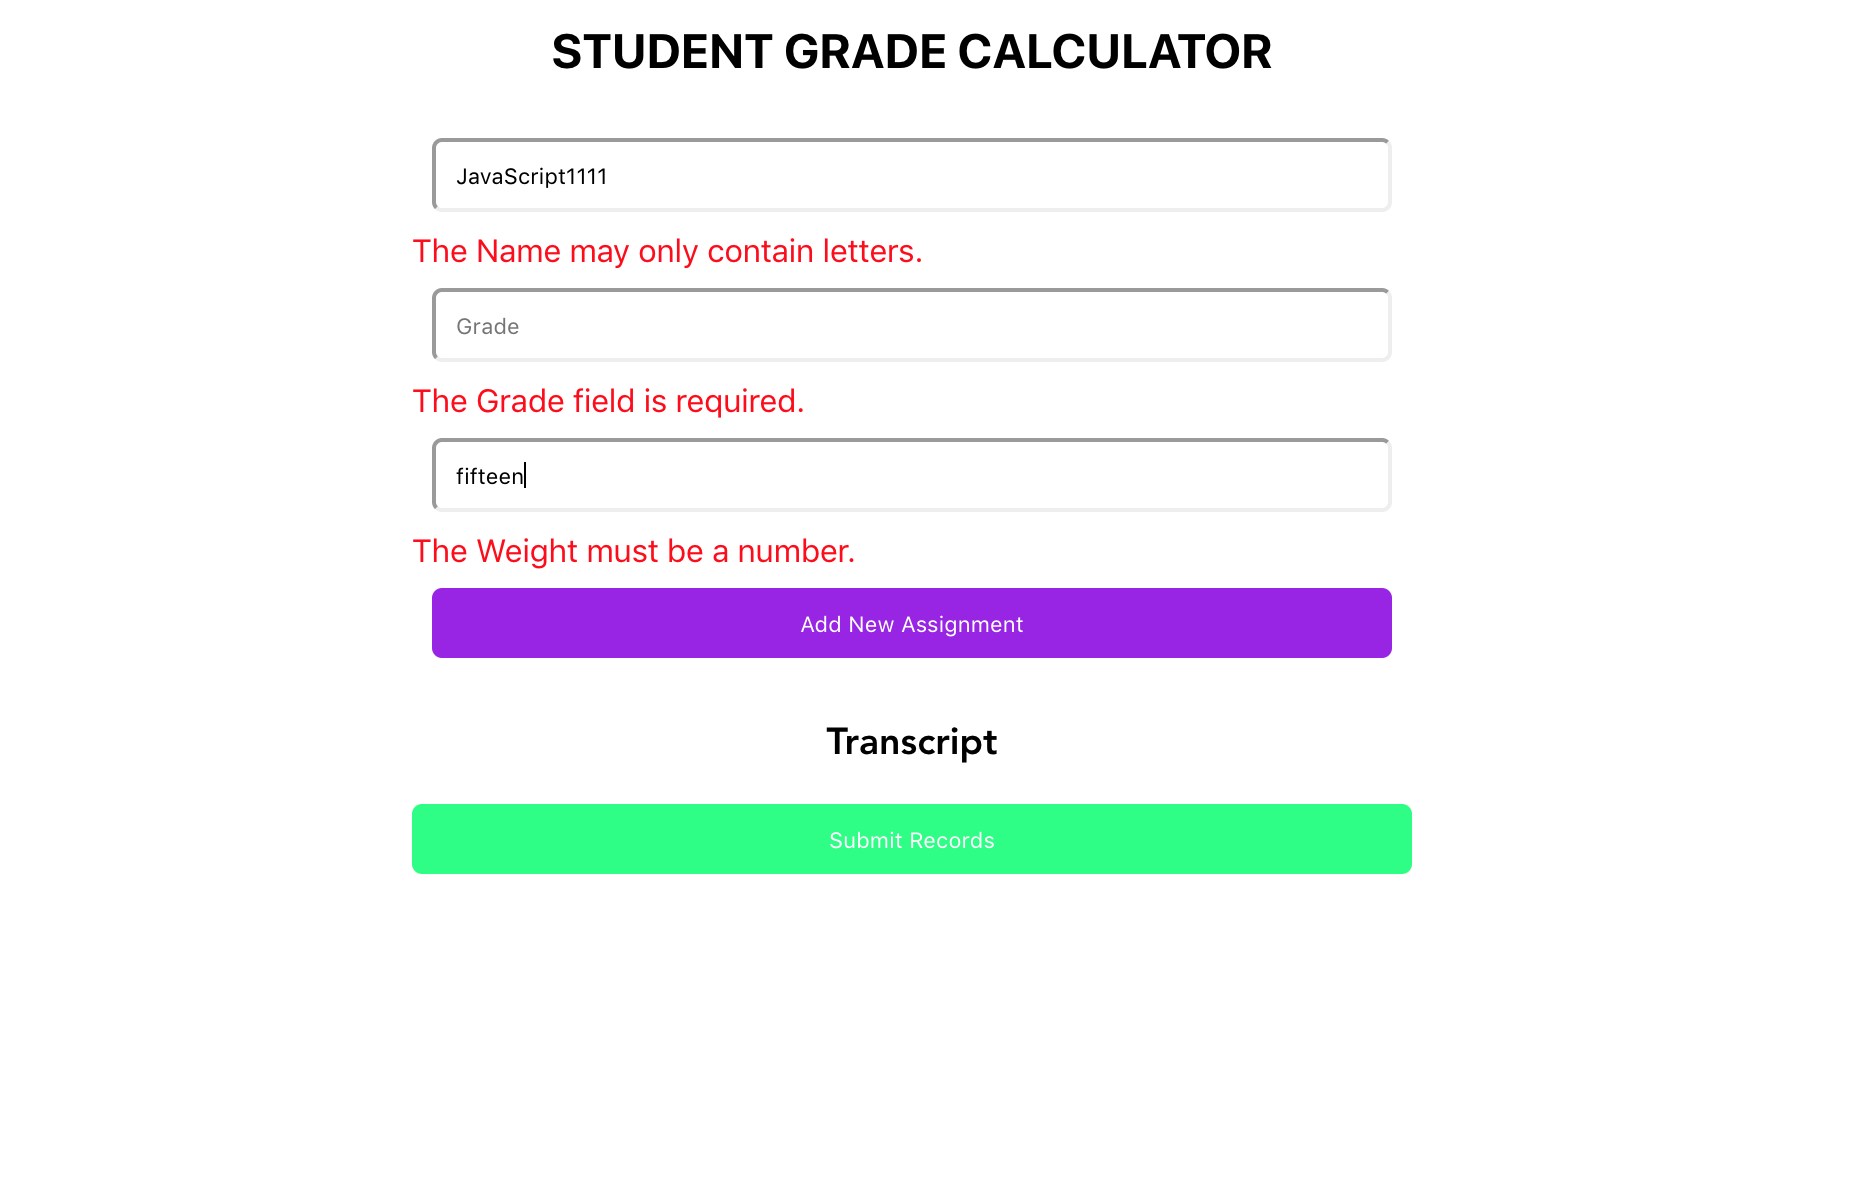 STUDENT GRADE CALCULATOR
JavaScript1111
The Name may only contain letters.
Grade
The Grade field is required.
fifteen
The Weight must be a number.
Add New Assignment
Transcript
Submit Records